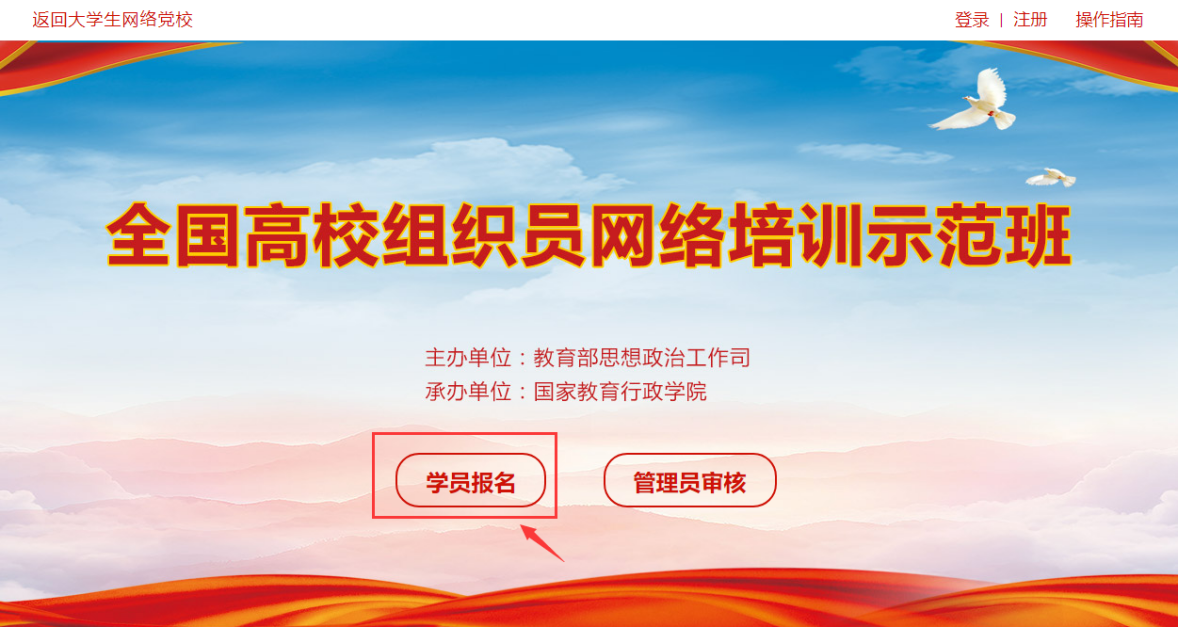 返回大学生网络党校
登录 | 注册 操作指南
全国高校组织员网络培训示范班
主办单位：教育部思想政治工作司
承办单位：国家教育行政学院
学员报名 管理员审核